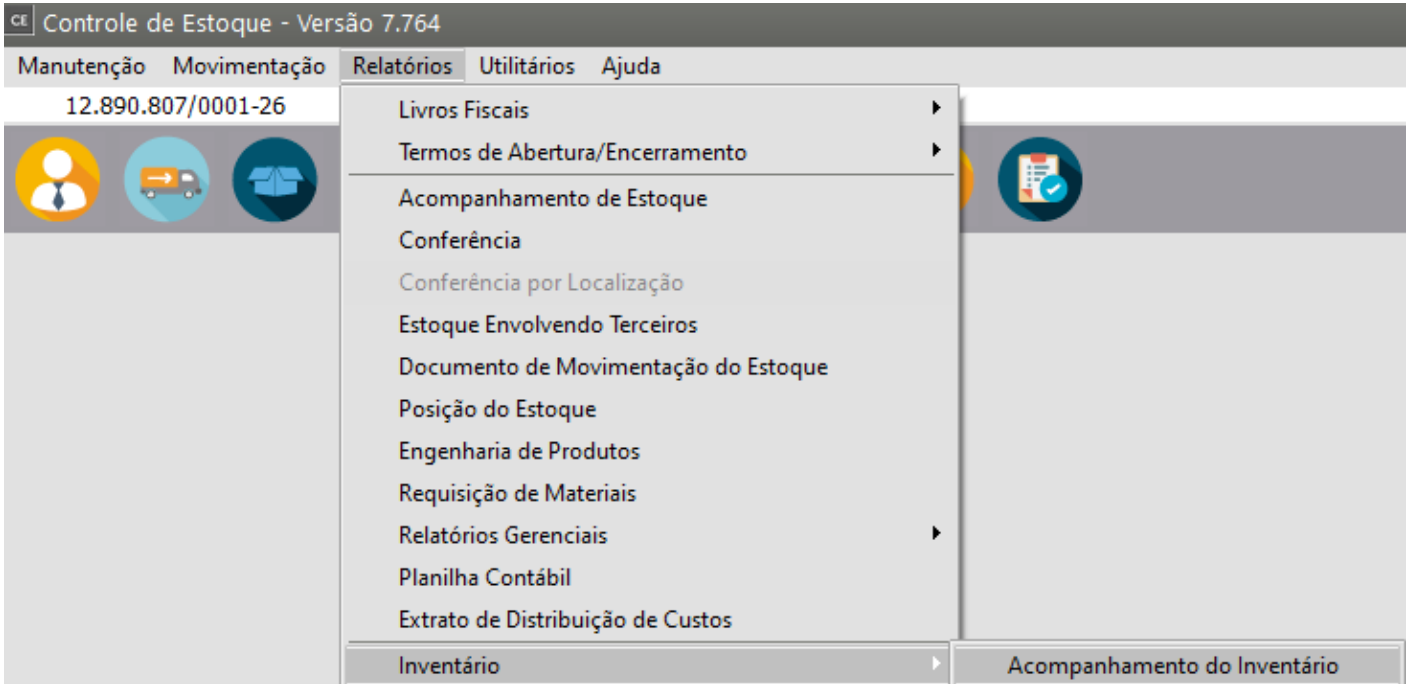 CE Controle de Estoque - Versão 7.764
Manutenção Movimentação Relatórios Utilitários Ajuda
12.890.807/0001-26
Livros Fiscais
Termos de Abertura/Encerramento
Acompanhamento de Estoque
Conferência
Conferência por Localização
Estoque Envolvendo Terceiros
Documento de Movimentação do Estoque
Posição do Estoque
Engenharia de Produtos
Requisição de Materiais
Relatórios Gerenciais
Planilha Contábil
Extrato de Distribuição de Custos
Inventário Acompanhamento do Inventário